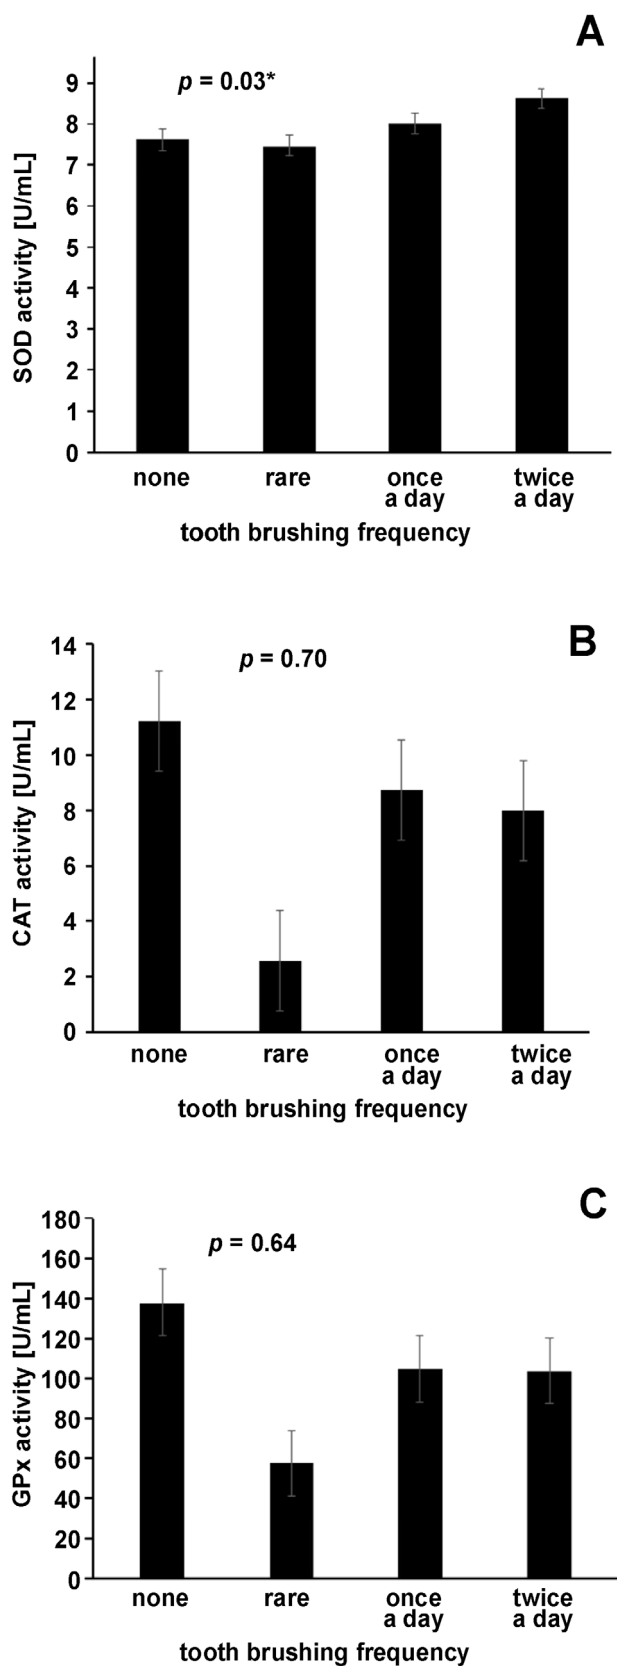 A
p = 0.03*
SOD activity [U/mL]
9
8
7
6
5
4
3
2
1
0
none rare once twice
a day a day
tooth brushing frequency
B
p = 0.70
CAT activity [U/mL]
14
12
10
8
6
4
2
0
none rare once twice
a day a day
tooth brushing frequency
C
p = 0.64
GPx activity [U/mL]
180
160
140
120
100
80
60
40
20
0
none rare once twice
a day a day
tooth brushing frequency